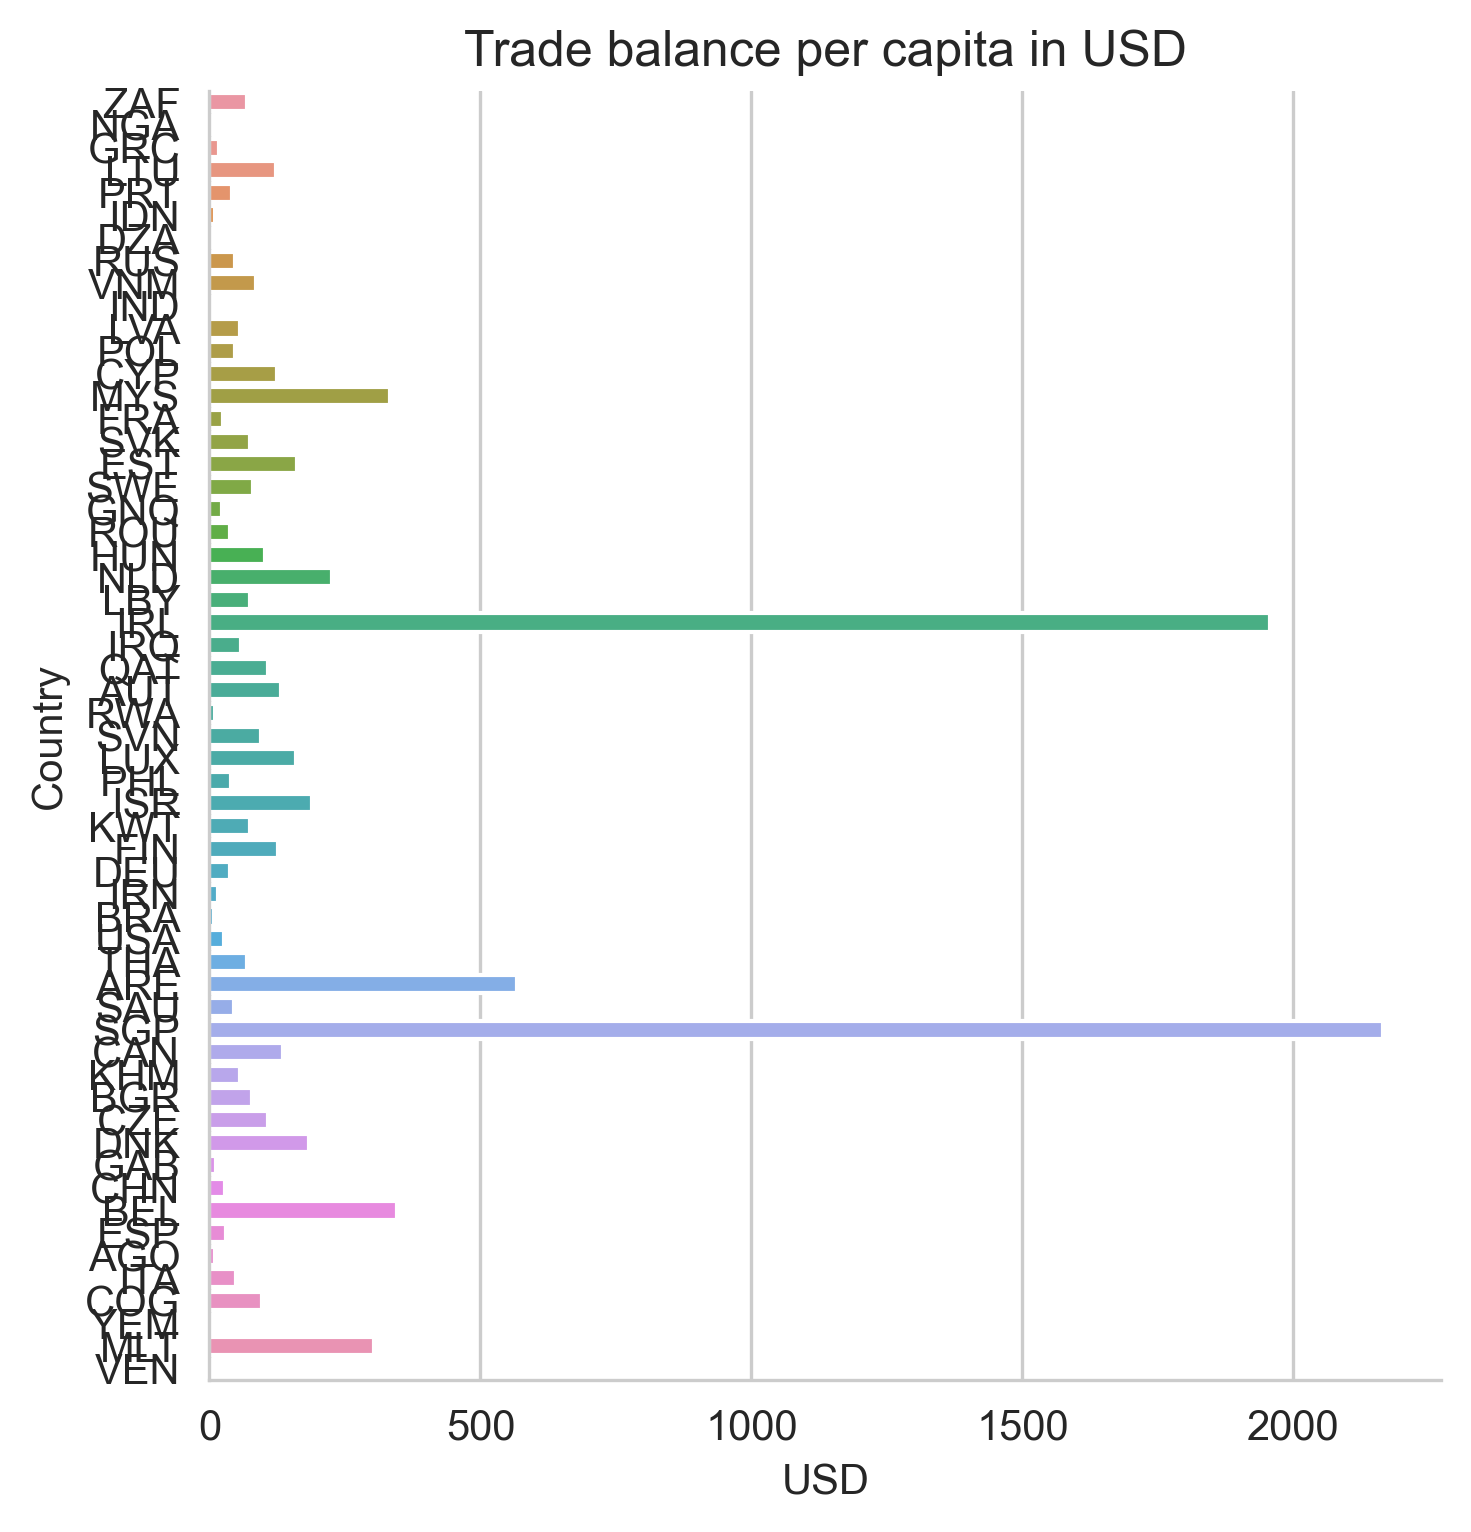 Trade balance per capita in USD
ZAF
NGA
GRC
LTU
PRT
IDN
DZA
RUS
VNM
IND
LVA
POL
CYP
MYS
FRA
SVK
EST
SWE
GNQ
ROU
HUN
NLD
LBY
IRL
IRQ
QAT
AUT
RWA
SVN
LUX
PHL
ISR
KWT
FIN
DEU
IRN
BRA
USA
THA
ARE
SAU
SGP
CAN
KHM
BGR
CZE
DNK
GAB
CHN
BEL
ESP
AGO
ITA
COG
YEM
MLT
VEN
Country
0 500 1000 1500 2000
USD